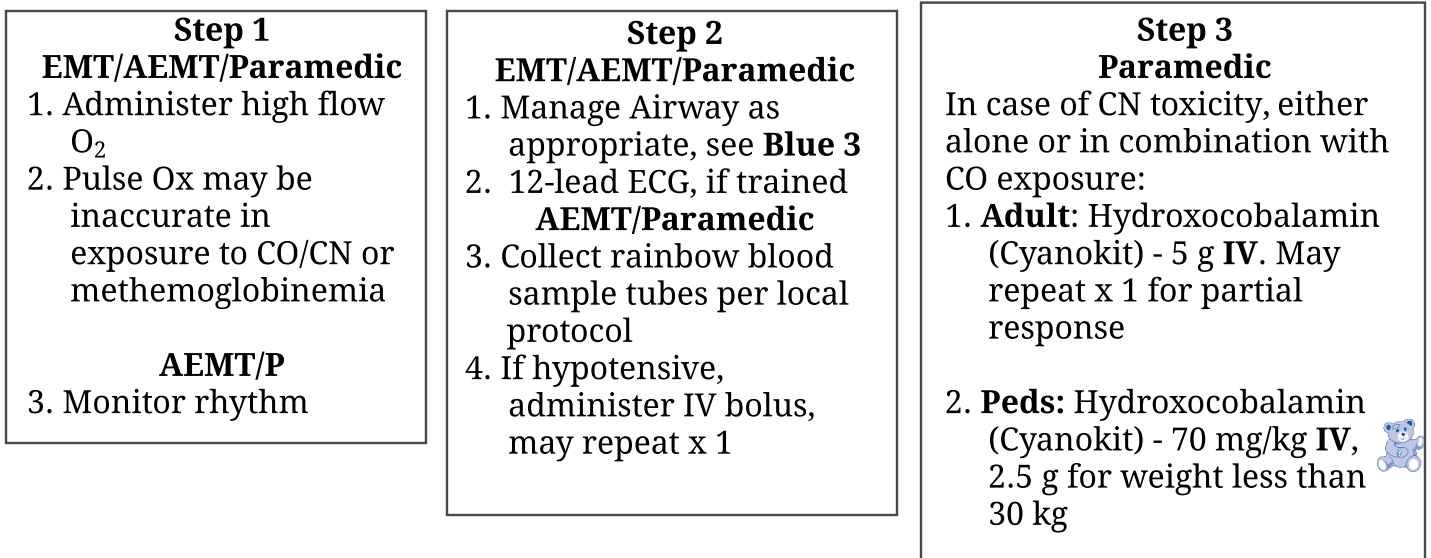 Step 1
EMT/AEMT/Paramedic
1. Administer high flow
O₂
2. Pulse Ox may be
inaccurate in
exposure to CO/CN or
methemoglobinemia
AEMT/P
3. Monitor rhythm
Step 2
EMT/AEMT/Paramedic
1. Manage Airway as
appropriate, see Blue 3
2. 12-lead ECG, if trained
AEMT/Paramedic
3. Collect rainbow blood
sample tubes per local
protocol
4. If hypotensive,
administer IV bolus,
may repeat x 1
Step 3
Paramedic
In case of CN toxicity, either
alone or in combination with
CO exposure:
1. Adult: Hydroxocobalamin
(Cyanokit) - 5 g IV. May
repeat x 1 for partial
response
2. Peds: Hydroxocobalamin
(Cyanokit) - 70 mg/kg IV,
2.5 g for weight less than
30 kg